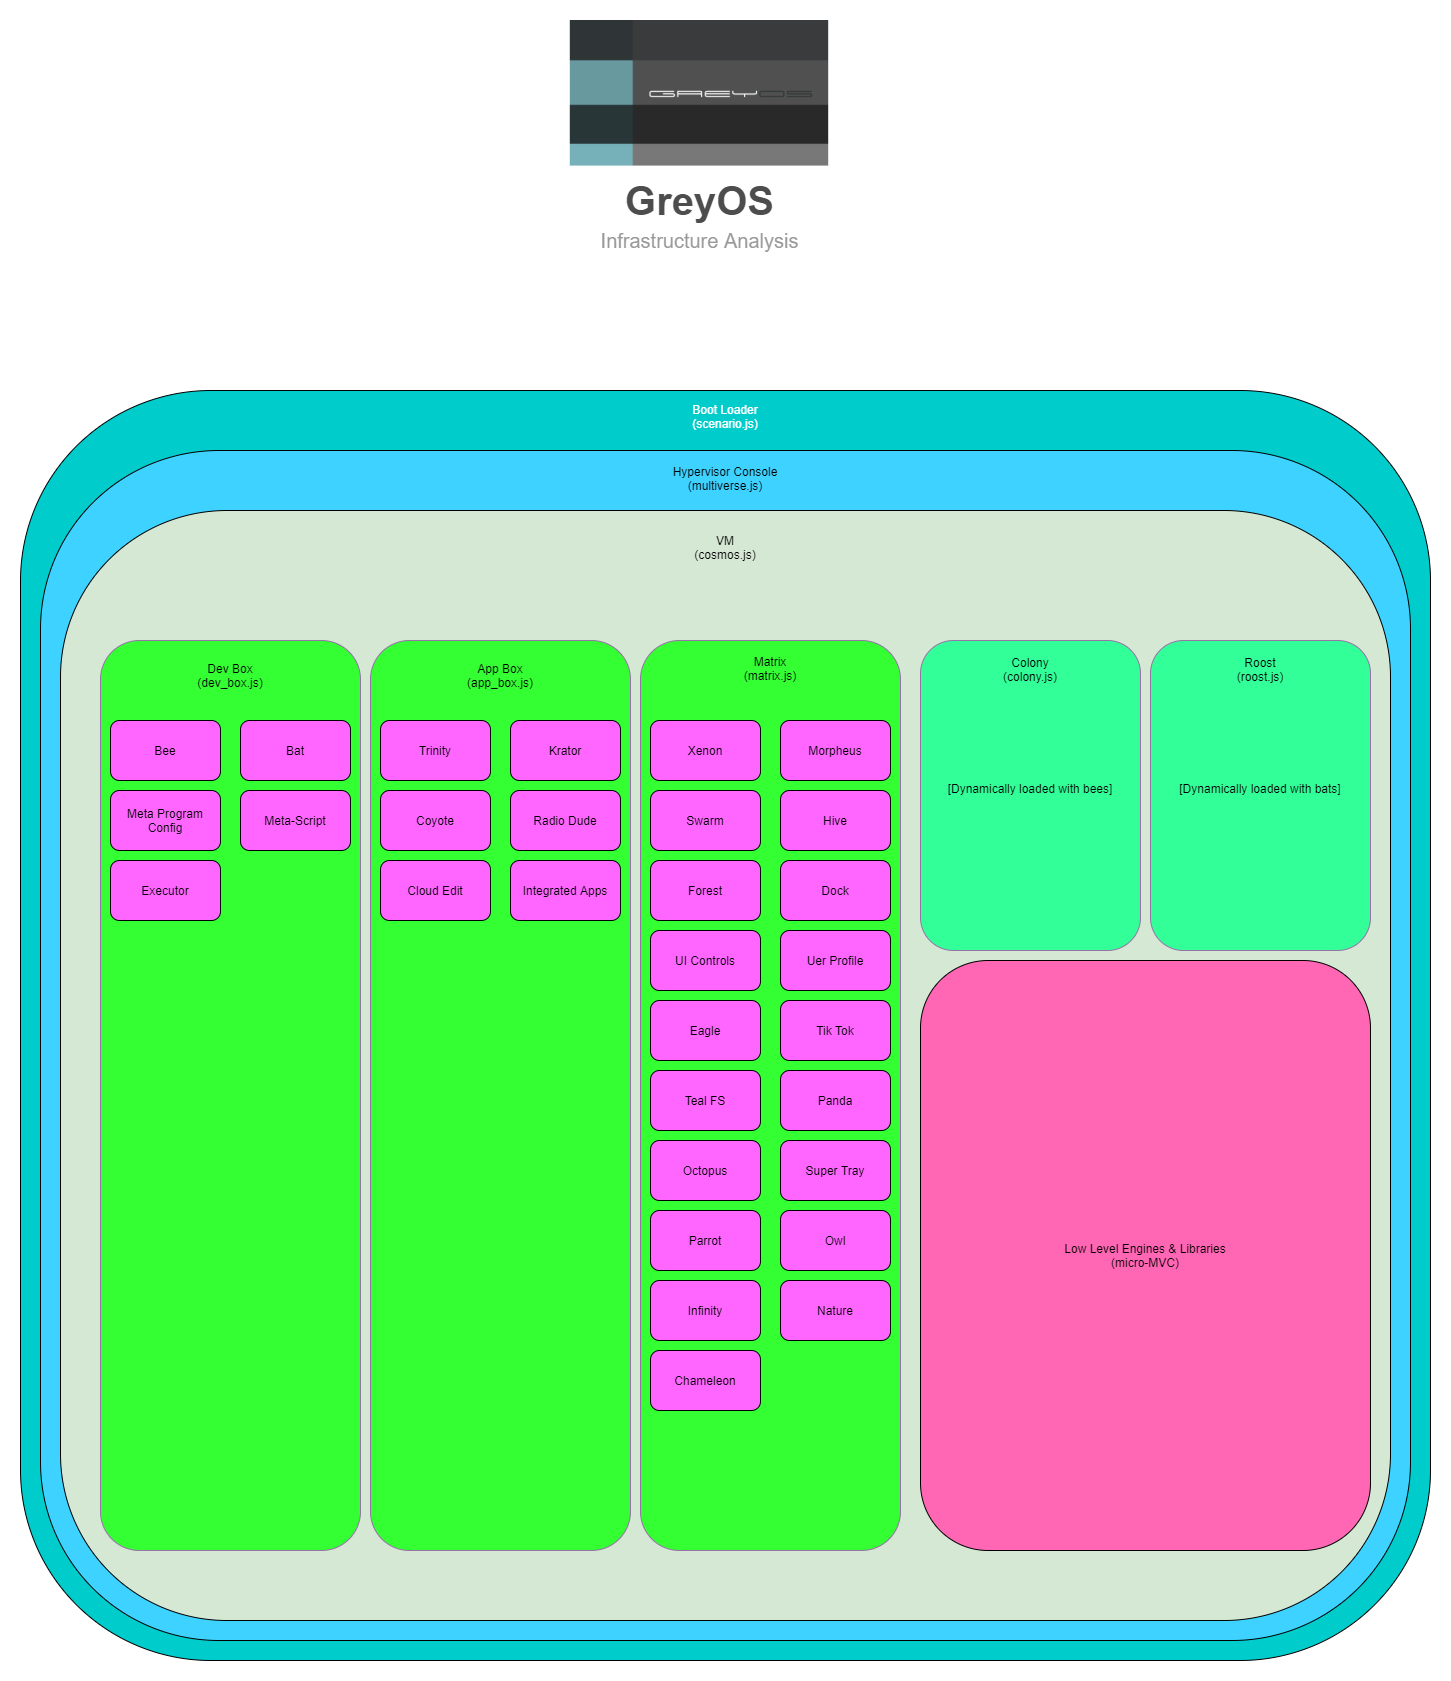 GREYOS
GreyOS
Infrastructure Analysis
Boot Loader
(scenario.js)
Hypervisor Console
(multiverse.js)
VM
(cosmos.js)
Dev Box
(dev_box.js)
Bee
Bat
Meta Program
Config
Meta-Script
Executor
App Box
(app_box.js)
Trinity
Krator
Coyote
Radio Dude
Cloud Edit
Integrated Apps
Matrix
(matrix.js)
Xenon
Morpheus
Swarm
Hive
Forest
Dock
UI Controls
Uer Profile
Eagle
Tik Tok
Teal FS
Panda
Octopus
Super Tray
Parrot
Owl
Infinity
Nature
Chameleon
Colony
(colony.js)
[Dynamically loaded with bees]
Roost
(roost.js)
[Dynamically loaded with bats]
Low Level Engines & Libraries
(micro-MVC)